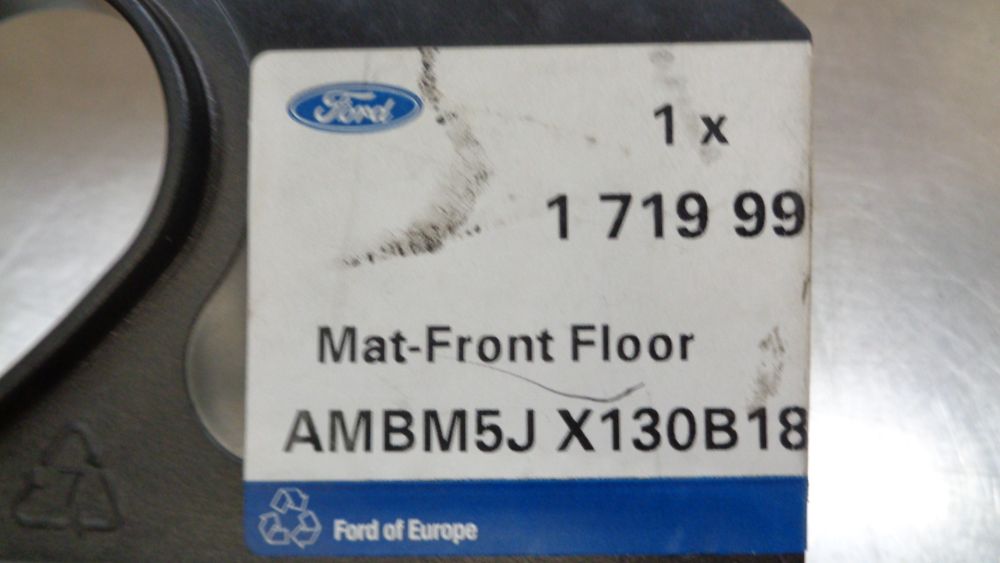 Ford
1 x
1 719 99
Mat-Front Floor
AMBM5J X130B18
Ford of Europe